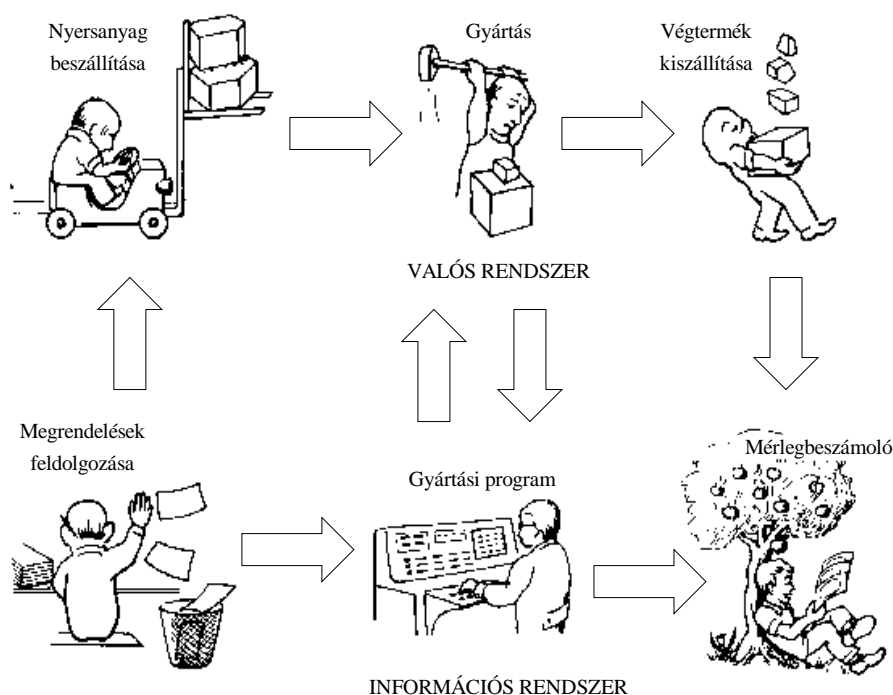 Nyersanyag
beszállítása
Gyártás
Végtermék
kiszállítása
VALÓS RENDSZER
Megrendelések
feldolgozása
Gyártási program
Mérlegbeszámoló
INFORMÁCIÓS RENDSZER